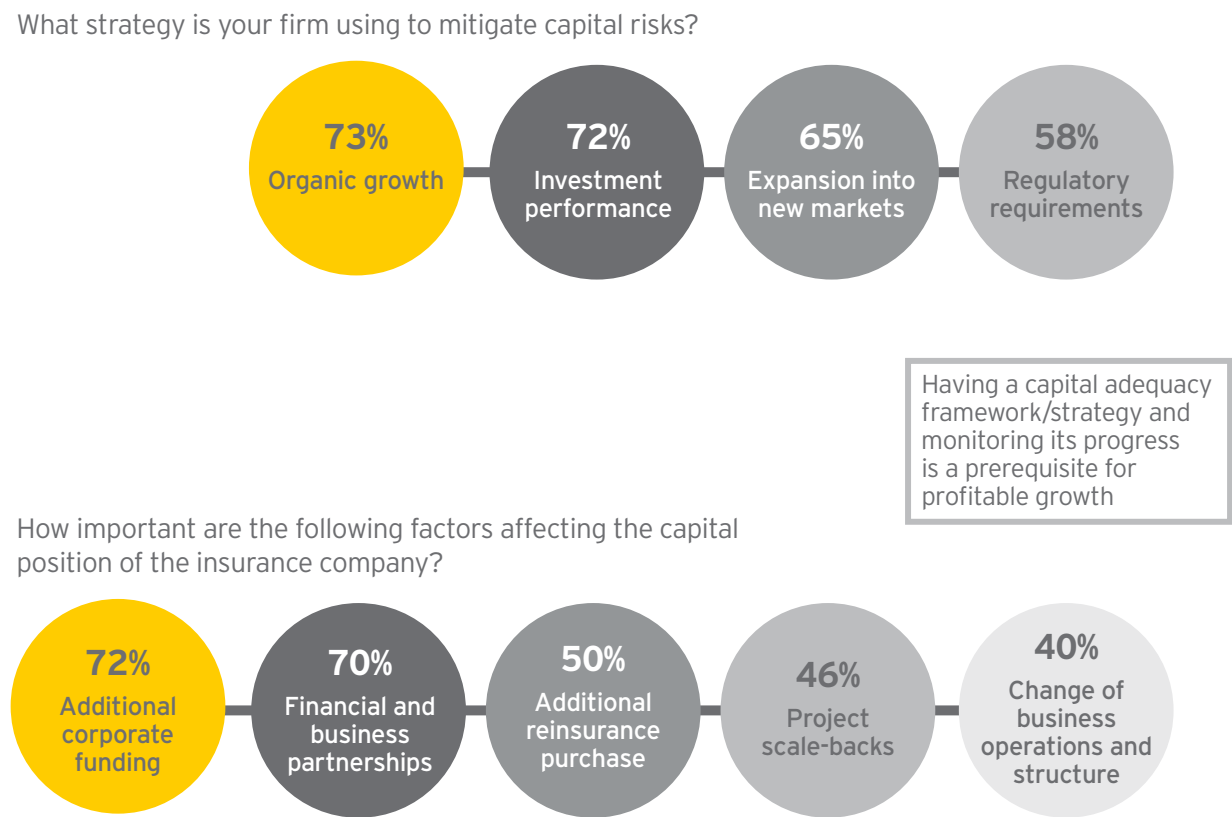 What strategy is your firm using to mitigate capital risks?
73%
Organic growth
72%
Investment
performance
65%
Expansion into
new markets
58%
Regulatory
requirements
Having a capital adequacy
framework/strategy and
monitoring its progress
is a prerequisite for
profitable growth
How important are the following factors affecting the capital
position of the insurance company?
72%
Additional
corporate
funding
70%
Financial and
business
partnerships
50%
Additional
reinsurance
purchase
46%
Project
scale-backs
40%
Change of
business
operations and
structure